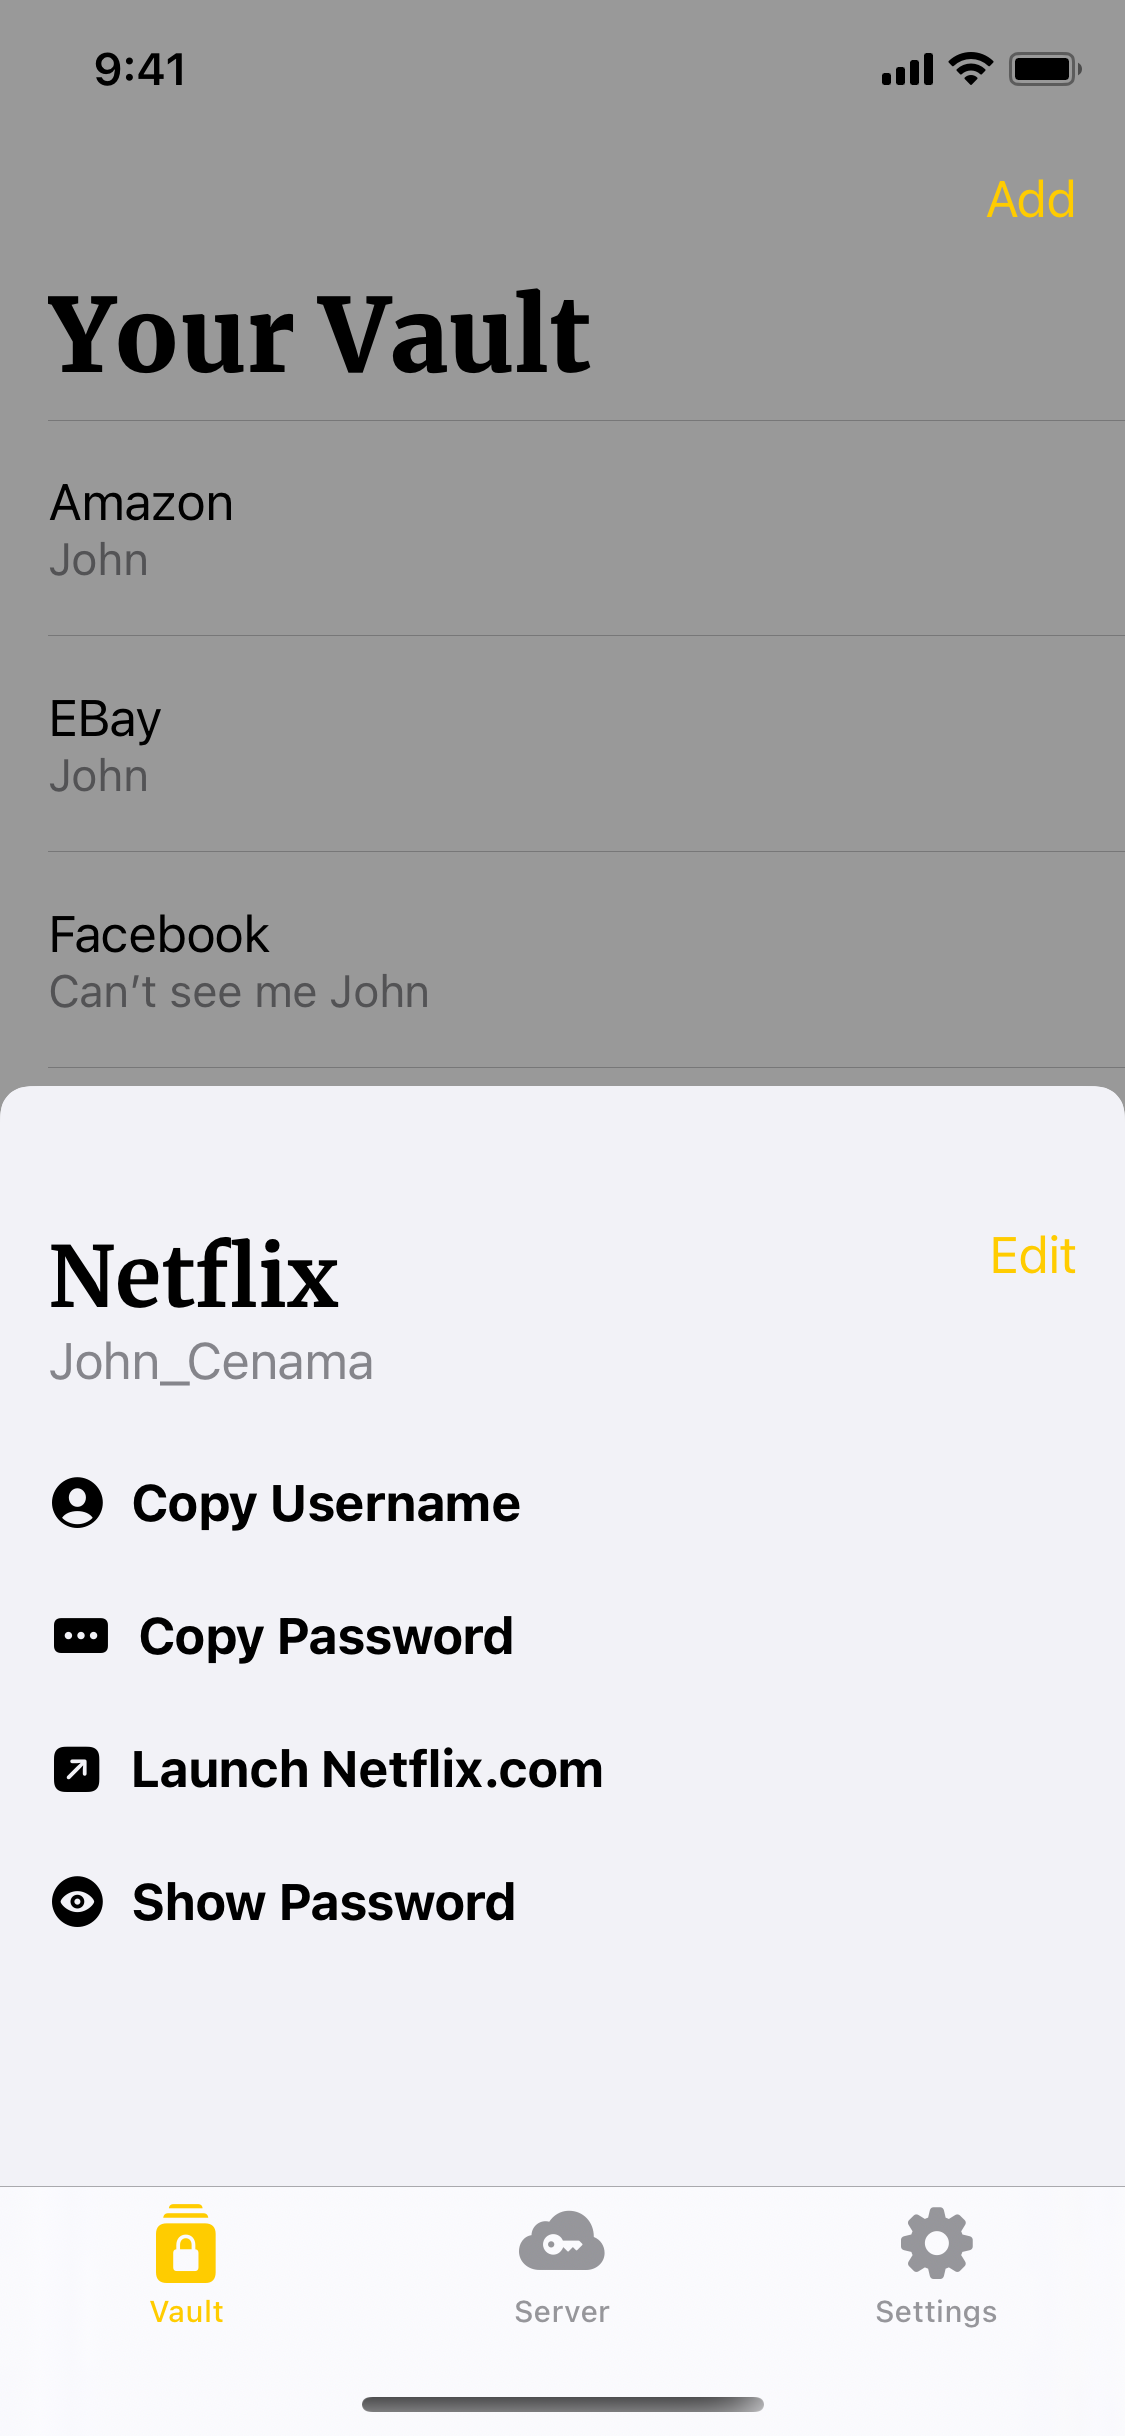 9:41
Add
Your Vault
Amazon
John
EBay
John
Facebook
Can't see me John
Netflix
Edit
John_Cenama
Copy Username
Copy Password
Launch Netflix.com
Show Password
Vault
Server
Settings